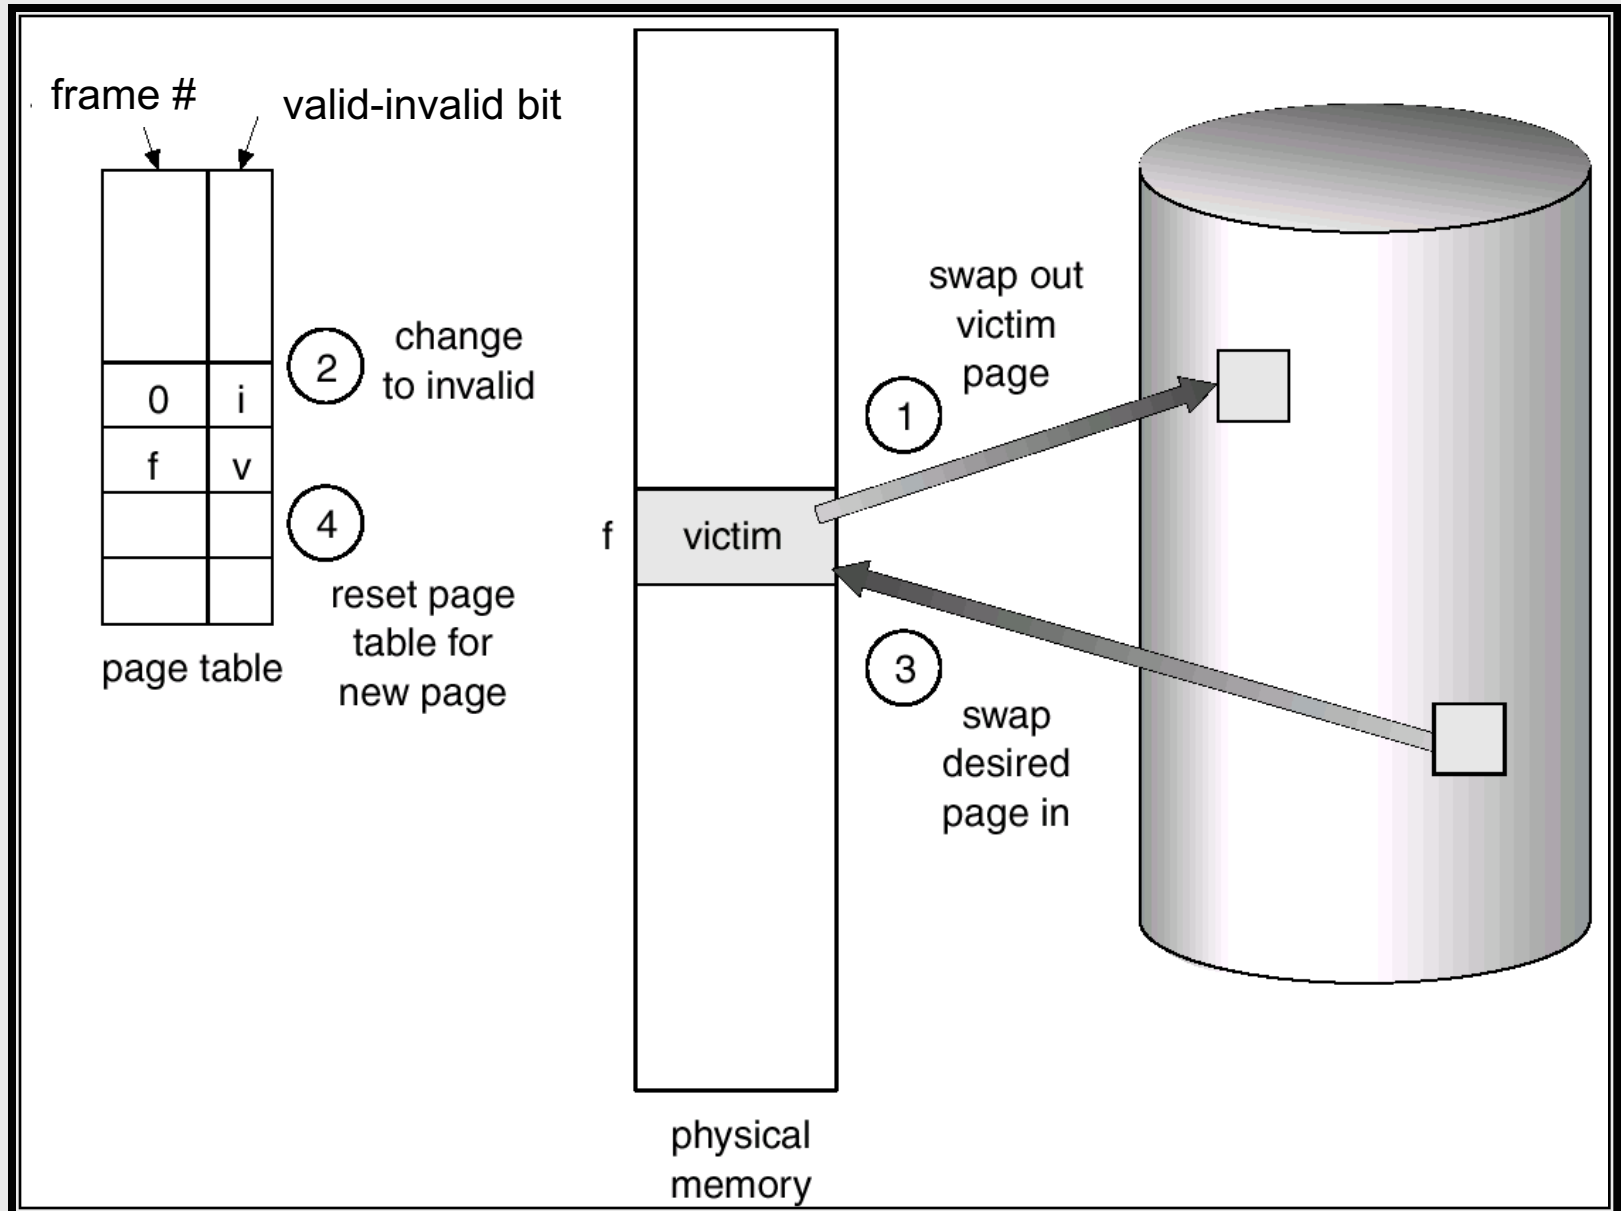 frame #
valid-invalid bit
0 i
f v
page table
2
change
to invalid
4
reset page
table for
new page
f
victim
physical
memory
1
swap out
victim
page
3
swap
desired
page in